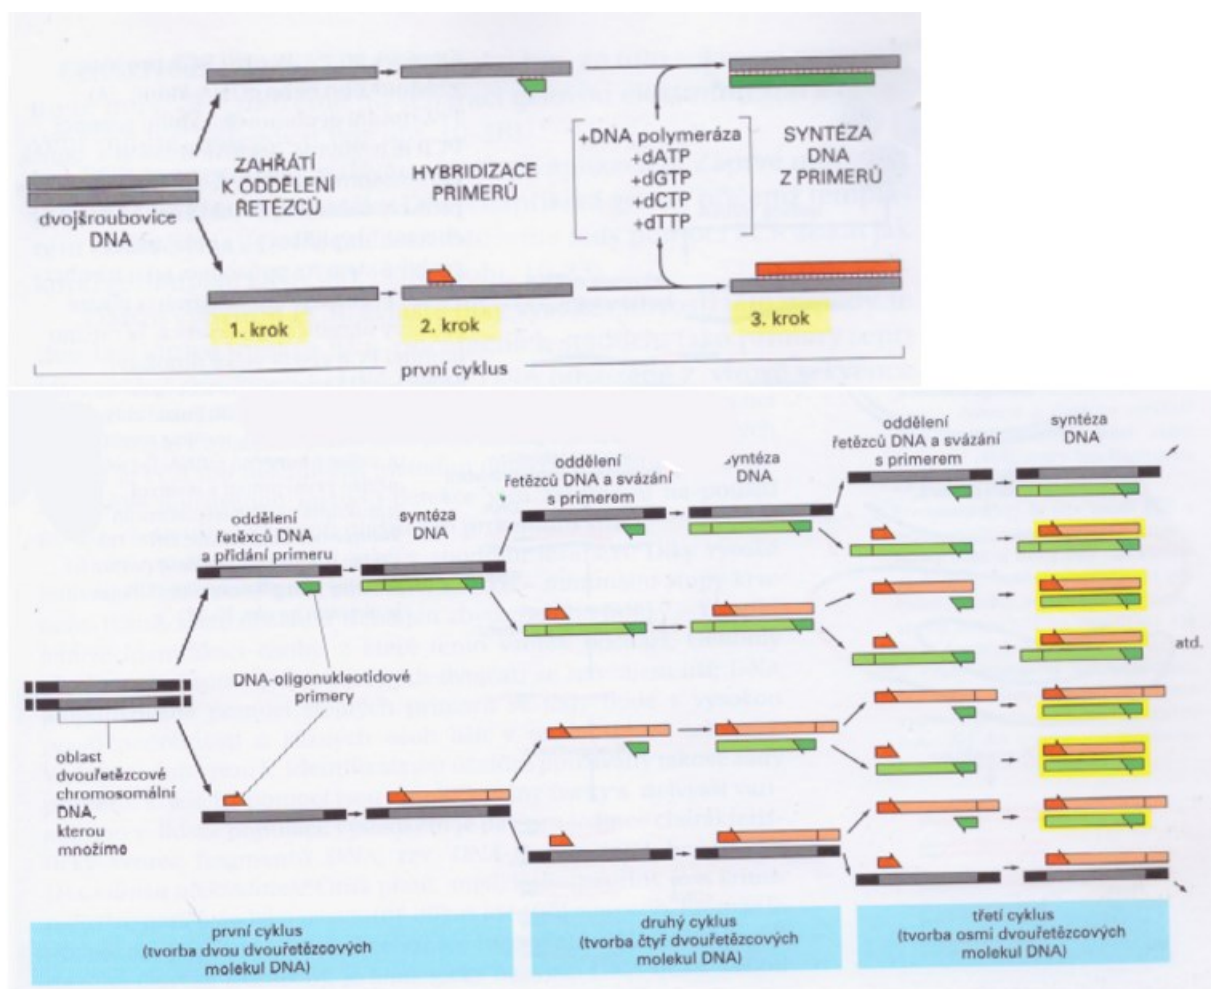 ZAHŘÁTÍ
K ODDĚLENÍ
ŘETĚZCŮ
HYBRIDIZACE
PRIMERŮ
+DNA polymeráza
+dATP
+dGTP
+dCTP
+dTTP
SYNTÉZA
DNA
Z PRIMERŮ
dvojšroubovice
DNA
1. krok
2. krok
3. krok
první cyklus
oddělení
řetěxců DNA
a přidání primeru
syntéza
DNA
oddělení
řetězců DNA a svázání
s primerem
yntéza
DNA
oddělení
řetězců DNA a svázání
s primerem
syntéza
DNA
DNA-oligonukleotidové
primery
atd.
oblast
dvouřetězcové
chromosomální
DNA,
kterou
množíme
první cyklus
(tvorba dvou dvouřetězcových
molekul DNA)
druhý cyklus
(tvorba čtyř dvouřetězcových
molekul DNA)
třetí cyklus
(tvorba osmi dvouřetězcových
molekul DNA)